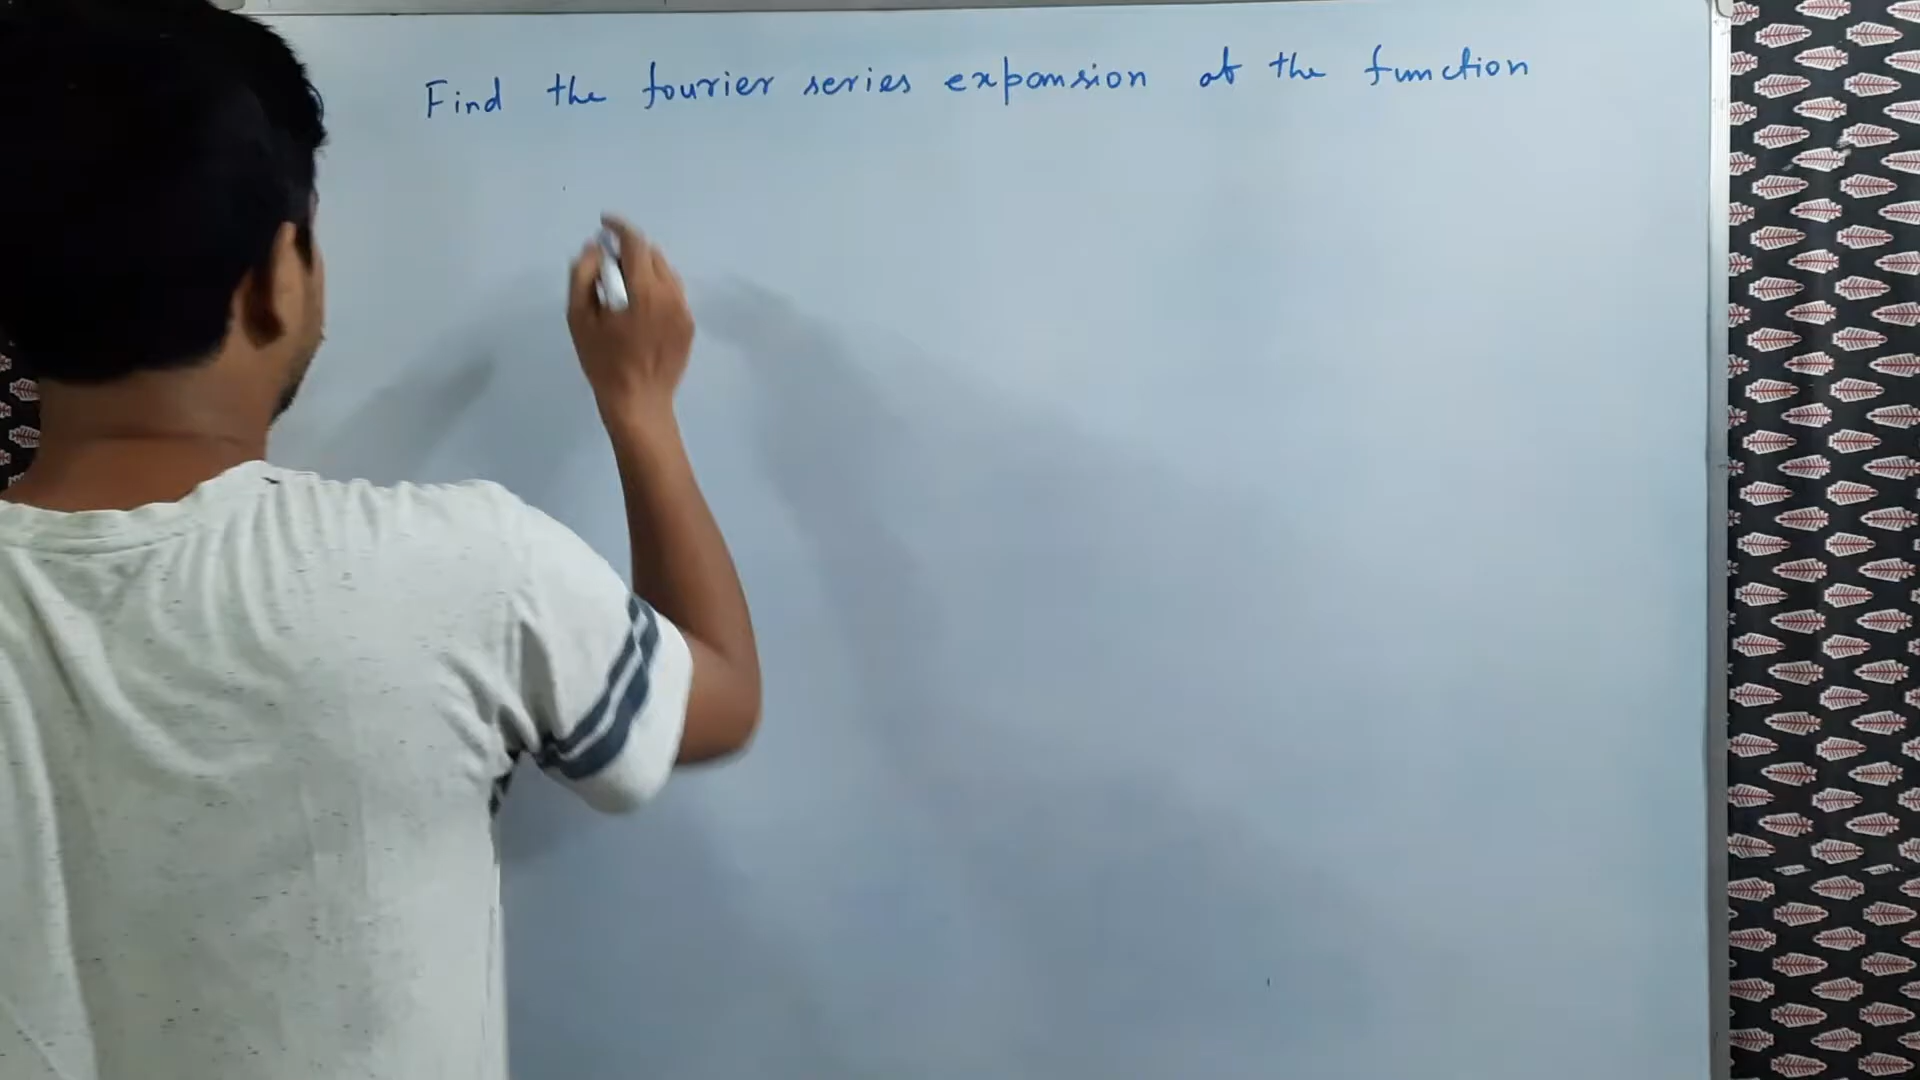 Find the fourier series expansion of the function